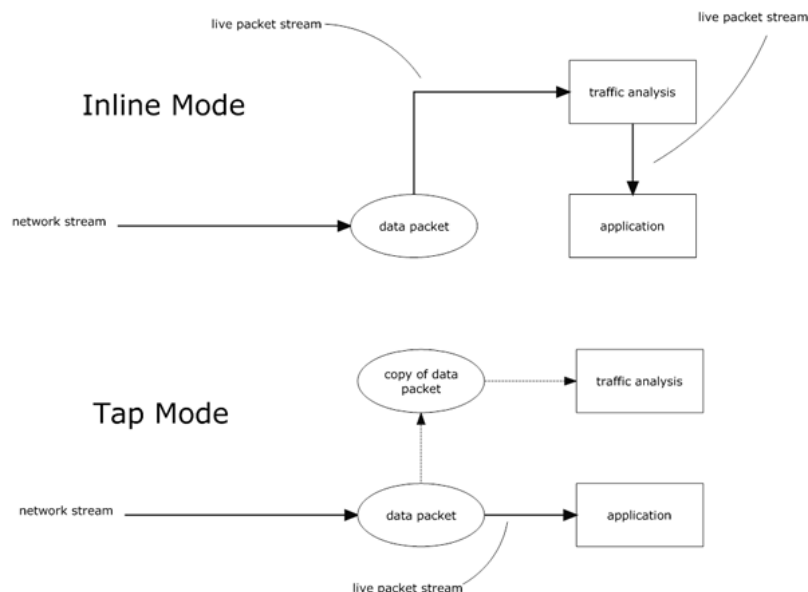 live packet stream
live packet stream
Inline Mode
traffic analysis
network stream
data packet
application
copy of data
packet
traffic analysis
Tap Mode
network stream
data packet
application
live packet stream